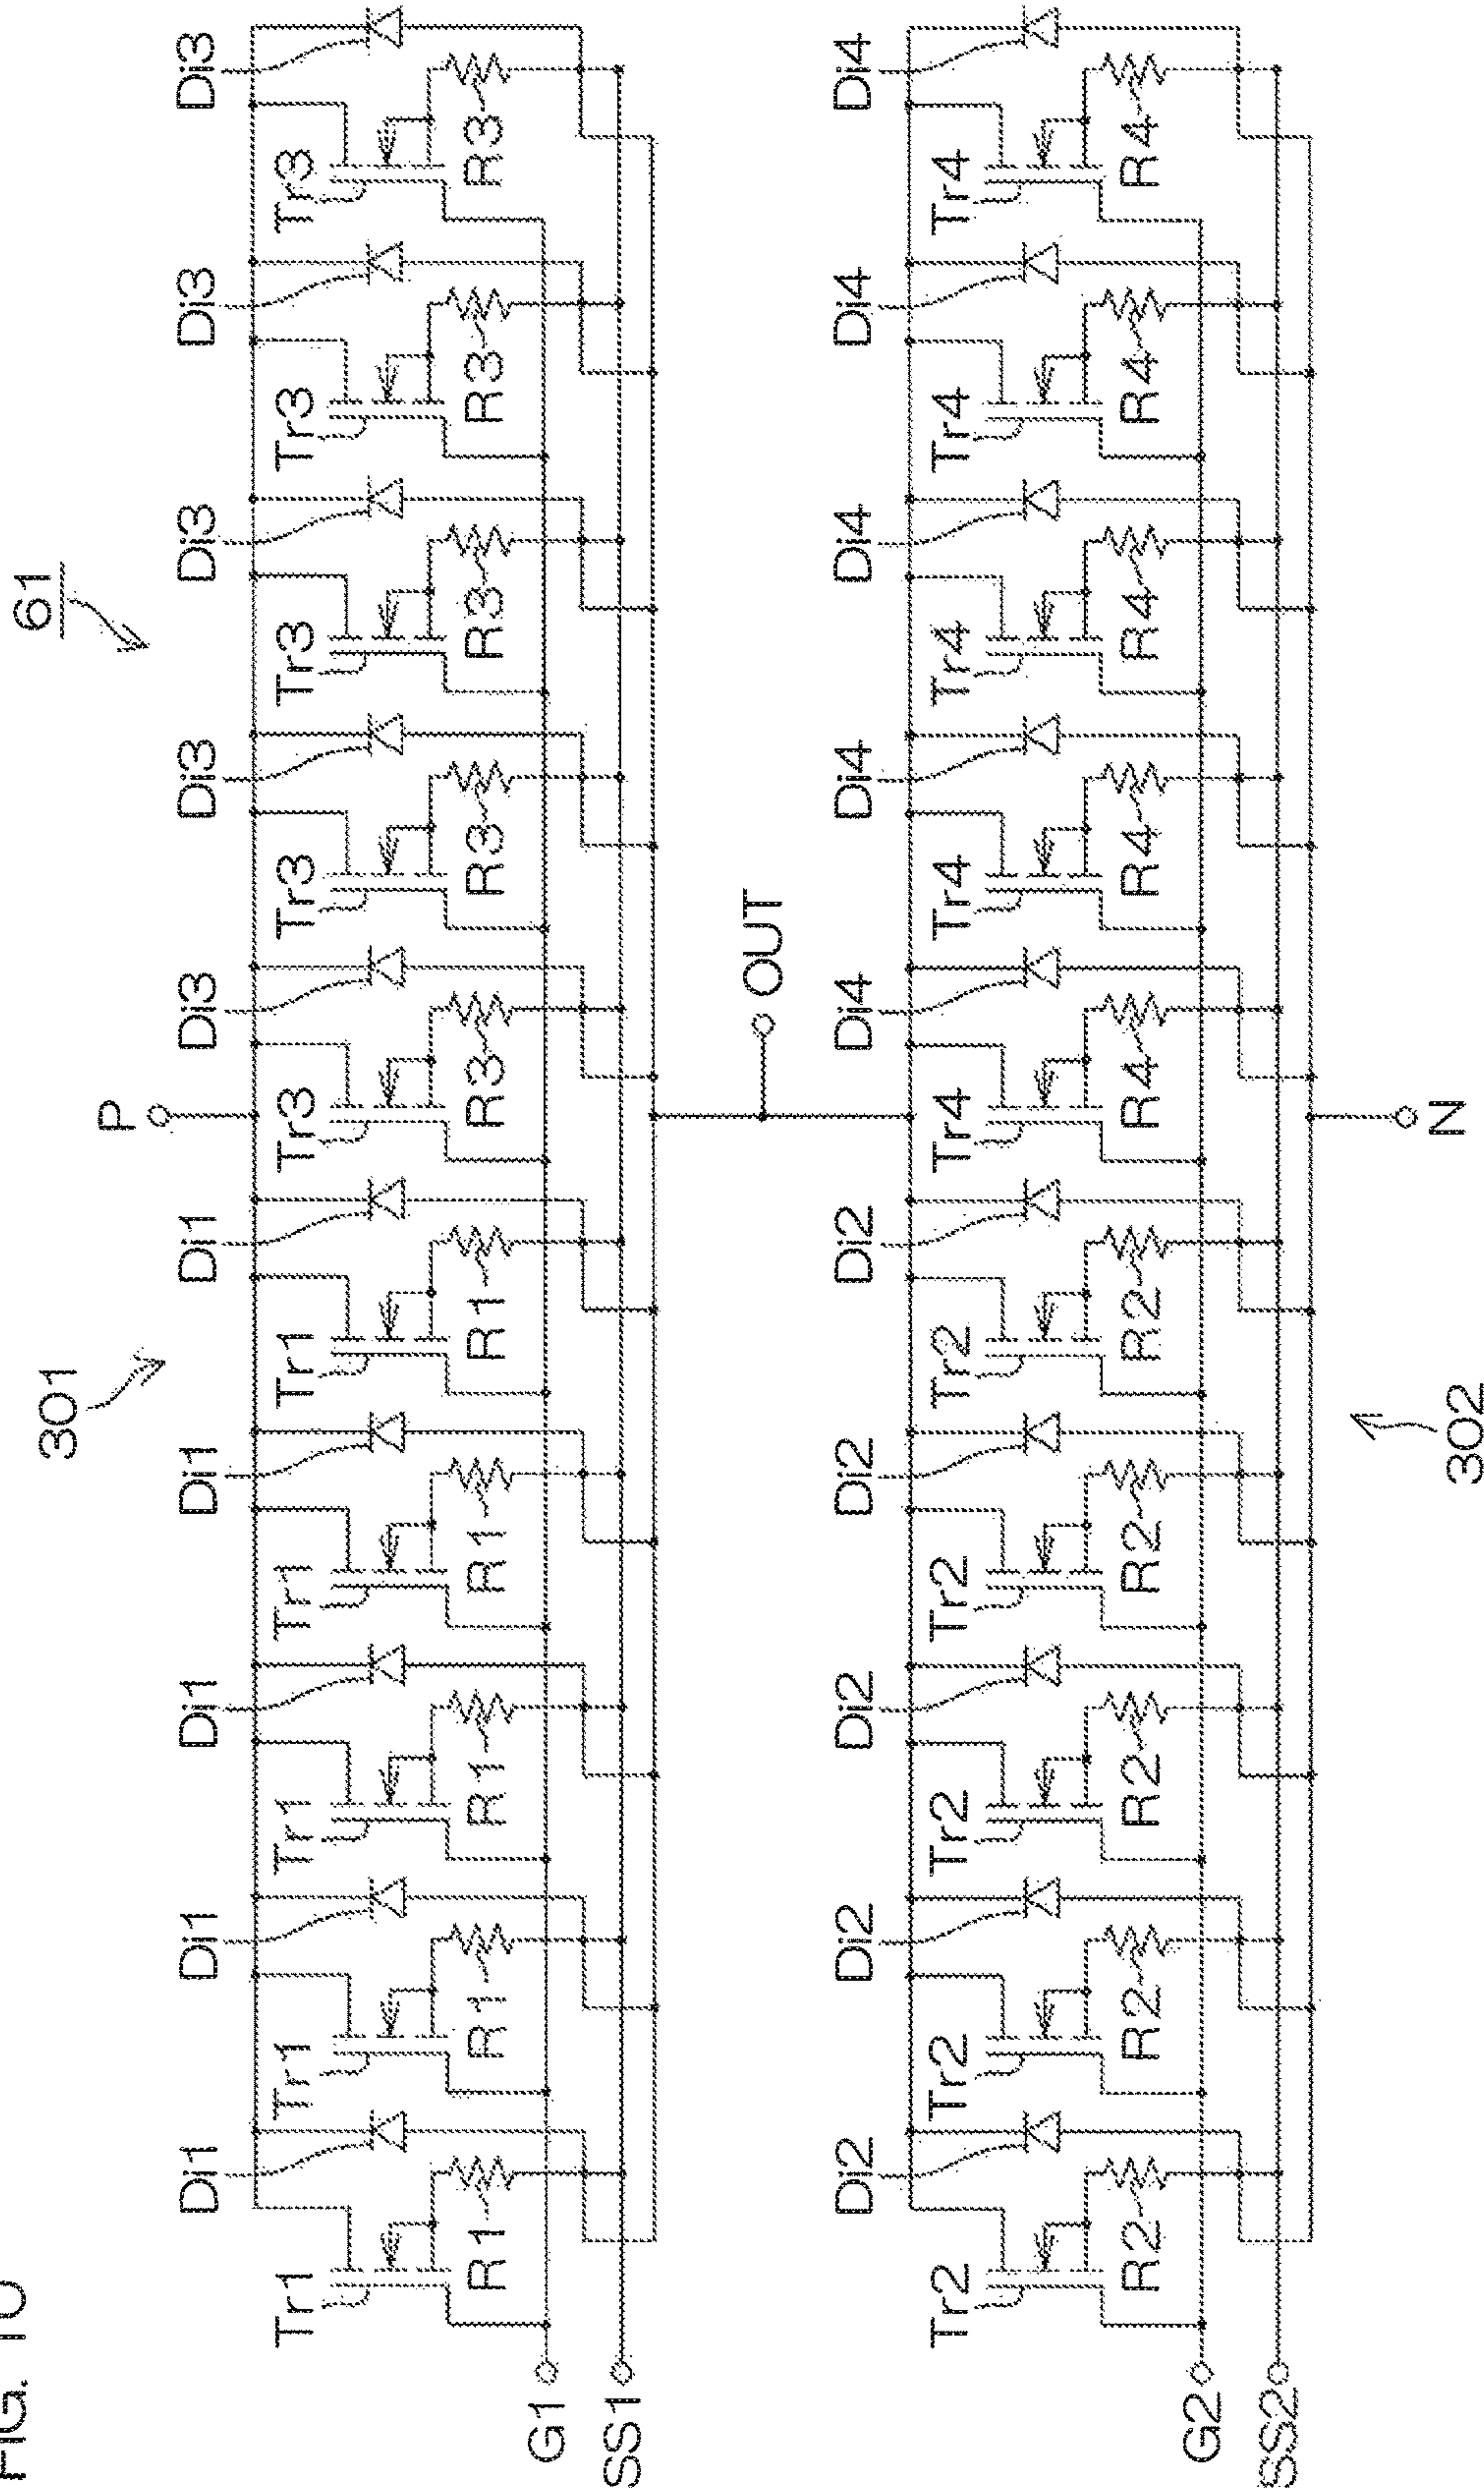 FIG. 10
61
301
P
Di1 Di1 Di1 Di1 Di1 Di3 Di3 Di3 Di3 Di3
Tr1 Tr1 Tr1 Tr1 Tr1 Tr3 Tr3 Tr3 Tr3 Tr3
R1 R1 R1 R1 R1 R3 R3 R3 R3 R3
G1
SS1
OUT
Di2 Di2 Di2 Di2 Di2 Di4 Di4 Di4 Di4 Di4
Tr2 Tr2 Tr2 Tr2 Tr2 Tr4 Tr4 Tr4 Tr4 Tr4
R2 R2 R2 R2 R2 R4 R4 R4 R4 R4
G2
SS2
N
302